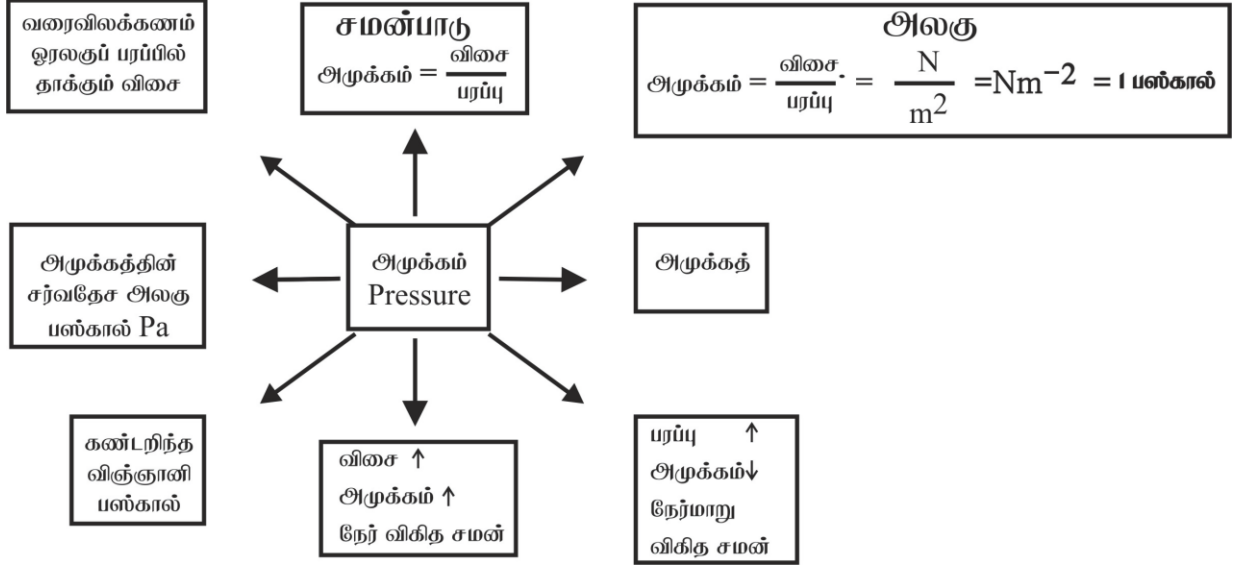 வரைவிலக்கணம்
ஓரலகுப் பரப்பில்
தாக்கும் விசை
சமன்பாடு
அமுக்கம் = விசை / பரப்பு
அலகு
அமுக்கம் = விசை / பரப்பு = N / m² =Nm⁻² = 1 பஸ்கால்
அமுக்கத்தின்
சர்வதேச அலகு
பஸ்கால் Pa
அமுக்கம்
Pressure
அமுக்கத்
கண்டறிந்த
விஞ்ஞானி
பஸ்கால்
விசை ↑
அமுக்கம் ↑
நேர் விகித சமன்
பரப்பு ↑
அமுக்கம்↓
நேர்மாறு
விகித சமன்